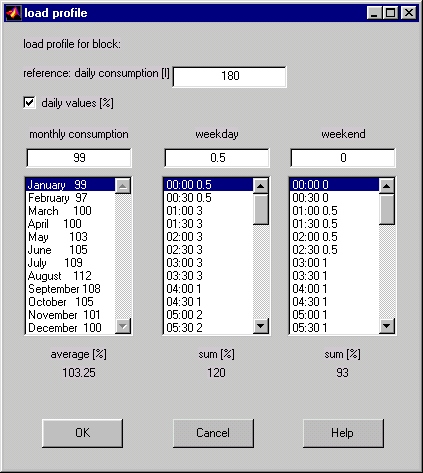 load profile
load profile for block:
reference: daily consumption [l] 180
daily values [%]
monthly consumption weekday weekend
99 0.5 0
January 99 00:00 0.5 00:00 0
February 97 00:30 0.5 00:30 0
March 100 01:00 3 01:00 0.5
April 100 01:30 3 01:30 0.5
May 103 02:00 3 02:00 0.5
June 105 02:30 3 02:30 0.5
July 109 03:00 3 03:00 1
August 112 03:30 3 03:30 1
September 108 04:00 1 04:00 1
October 105 04:30 1 04:30 1
November 101 05:00 2 05:00 1
December 100 05:30 2 05:30 1
average [%] sum [%] sum [%]
103.25 120 93
OK Cancel Help